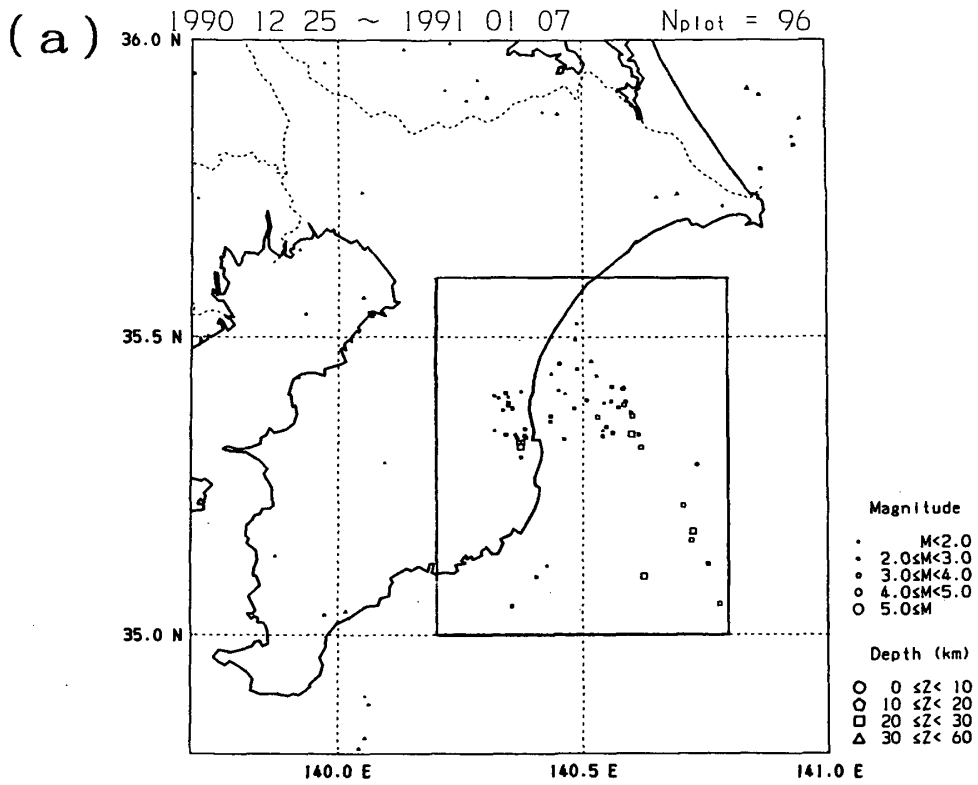 (a)
1990 12 25 ~ 1991 01 07 Nplot = 96
36.0 N
35.5 N
35.0 N
140.0 E 140.5 E 141.0 E
Magnitude
M<2.0
2.0≤M<3.0
3.0≤M<4.0
4.0≤M<5.0
5.0≤M
Depth (km)
0 ≤Z< 10
10 ≤Z< 20
20 ≤Z< 30
30 ≤Z< 60